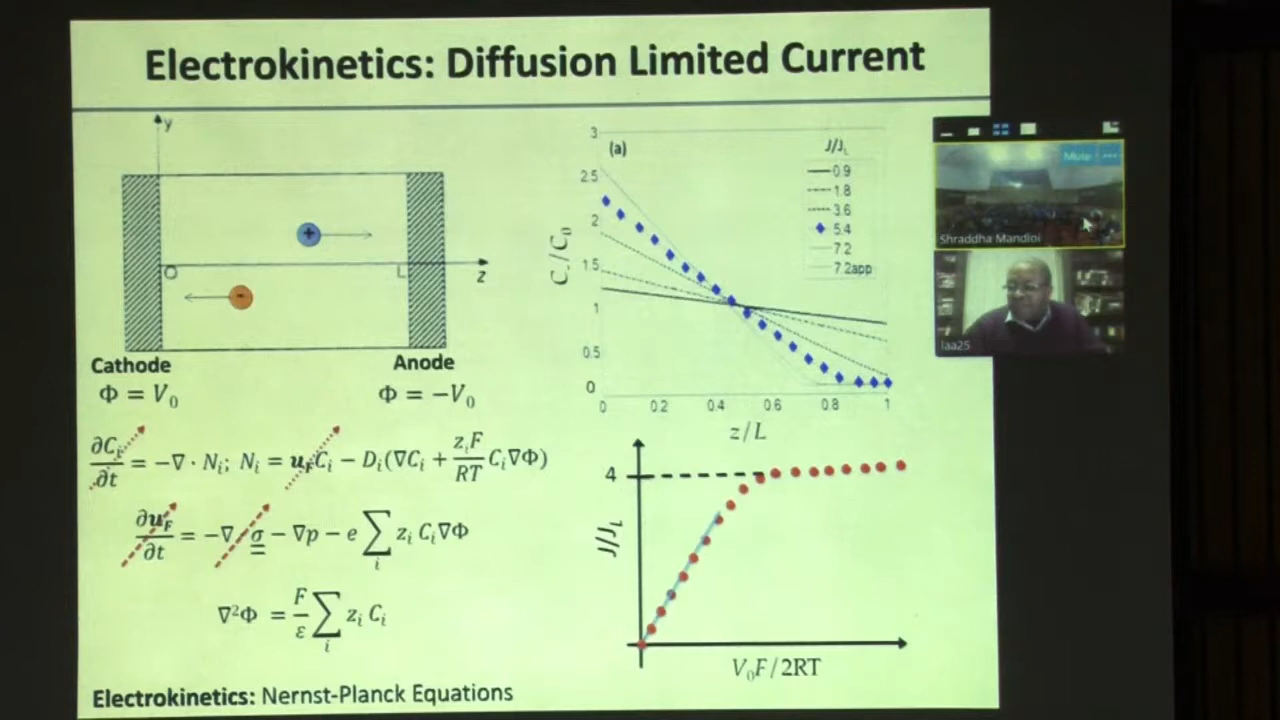 Electrokinetics: Diffusion Limited Current
y
+
O
L
z
-
Cathode
Anode
Φ = V₀
Φ = −V₀
∂Cᵢ/∂t = −∇ · Nᵢ; Nᵢ = u_F Cᵢ − Dᵢ(∇Cᵢ + zᵢF/RT Cᵢ∇Φ)
∂u_F/∂t = −∇ · σ − ∇p − e ∑ᵢ zᵢ Cᵢ∇Φ
∇²Φ = F/ε ∑ᵢ zᵢ Cᵢ
Electrokinetics: Nernst-Planck Equations
(a)
J/J_L
0.9
1.8
3.6
5.4
7.2
7.2app
3
2.5
2
1.5
1
0.5
0
C₋/C₀
0 0.2 0.4 0.6 0.8 1
z/L
4
J/J_L
V₀F/2RT
Mute
Shraddha Mandloi
laa25